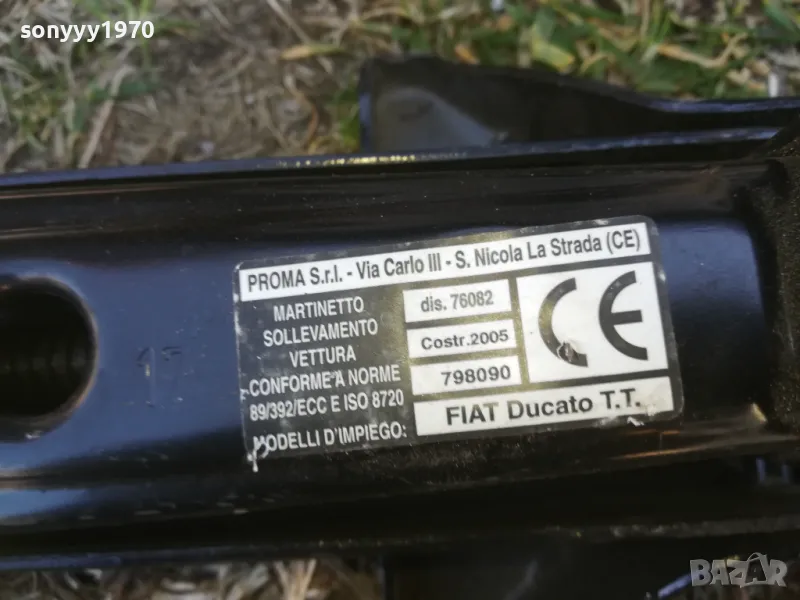 sonyyy1970
PROMA S.r.l. - Via Carlo III - S. Nicola La Strada (CE)
MARTINETTO
SOLLEVAMENTO
VETTURA
CONFORME A NORME
89/392/ECC E ISO 8720
MODELLI D'IMPIEGO:
dis. 76082
Costr.2005
798090
CE
FIAT Ducato T.T.
17
BAZAR